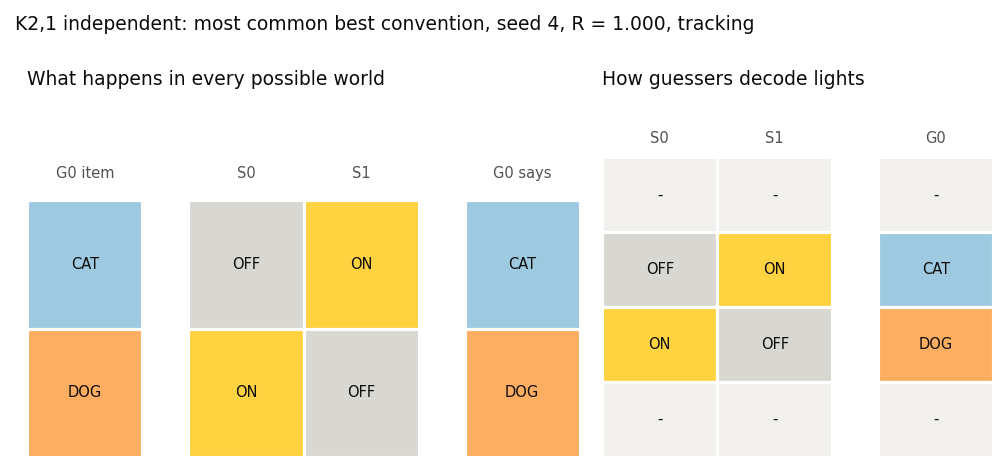 K2,1 independent: most common best convention, seed 4, R = 1.000, tracking
What happens in every possible world
G0 item S0 S1 G0 says
CAT OFF ON CAT
DOG ON OFF DOG
How guessers decode lights
S0 S1 G0
- - -
OFF ON CAT
ON OFF DOG
- - -